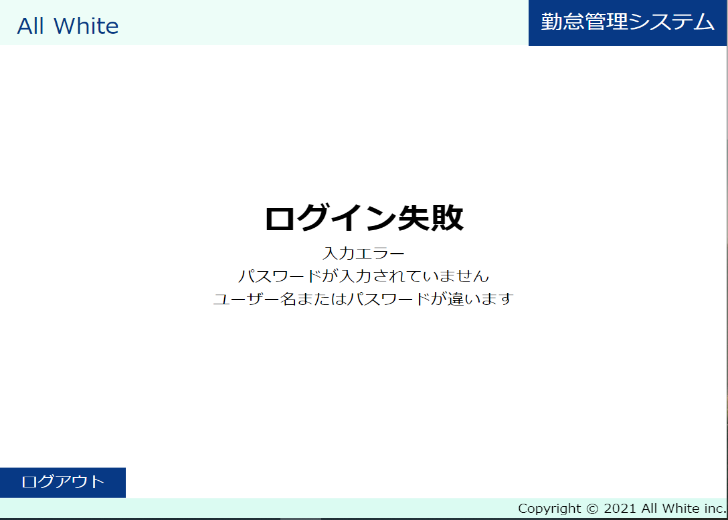 All White
勤怠管理システム
ログイン失敗
入力エラー
パスワードが入力されていません
ユーザー名またはパスワードが違います
ログアウト
Copyright © 2021 All White inc.